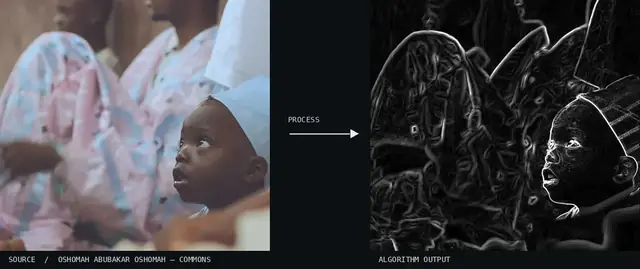 PROCESS
SOURCE / OSHOMAH ABUBAKAR OSHOMAH — COMMONS
ALGORITHM OUTPUT